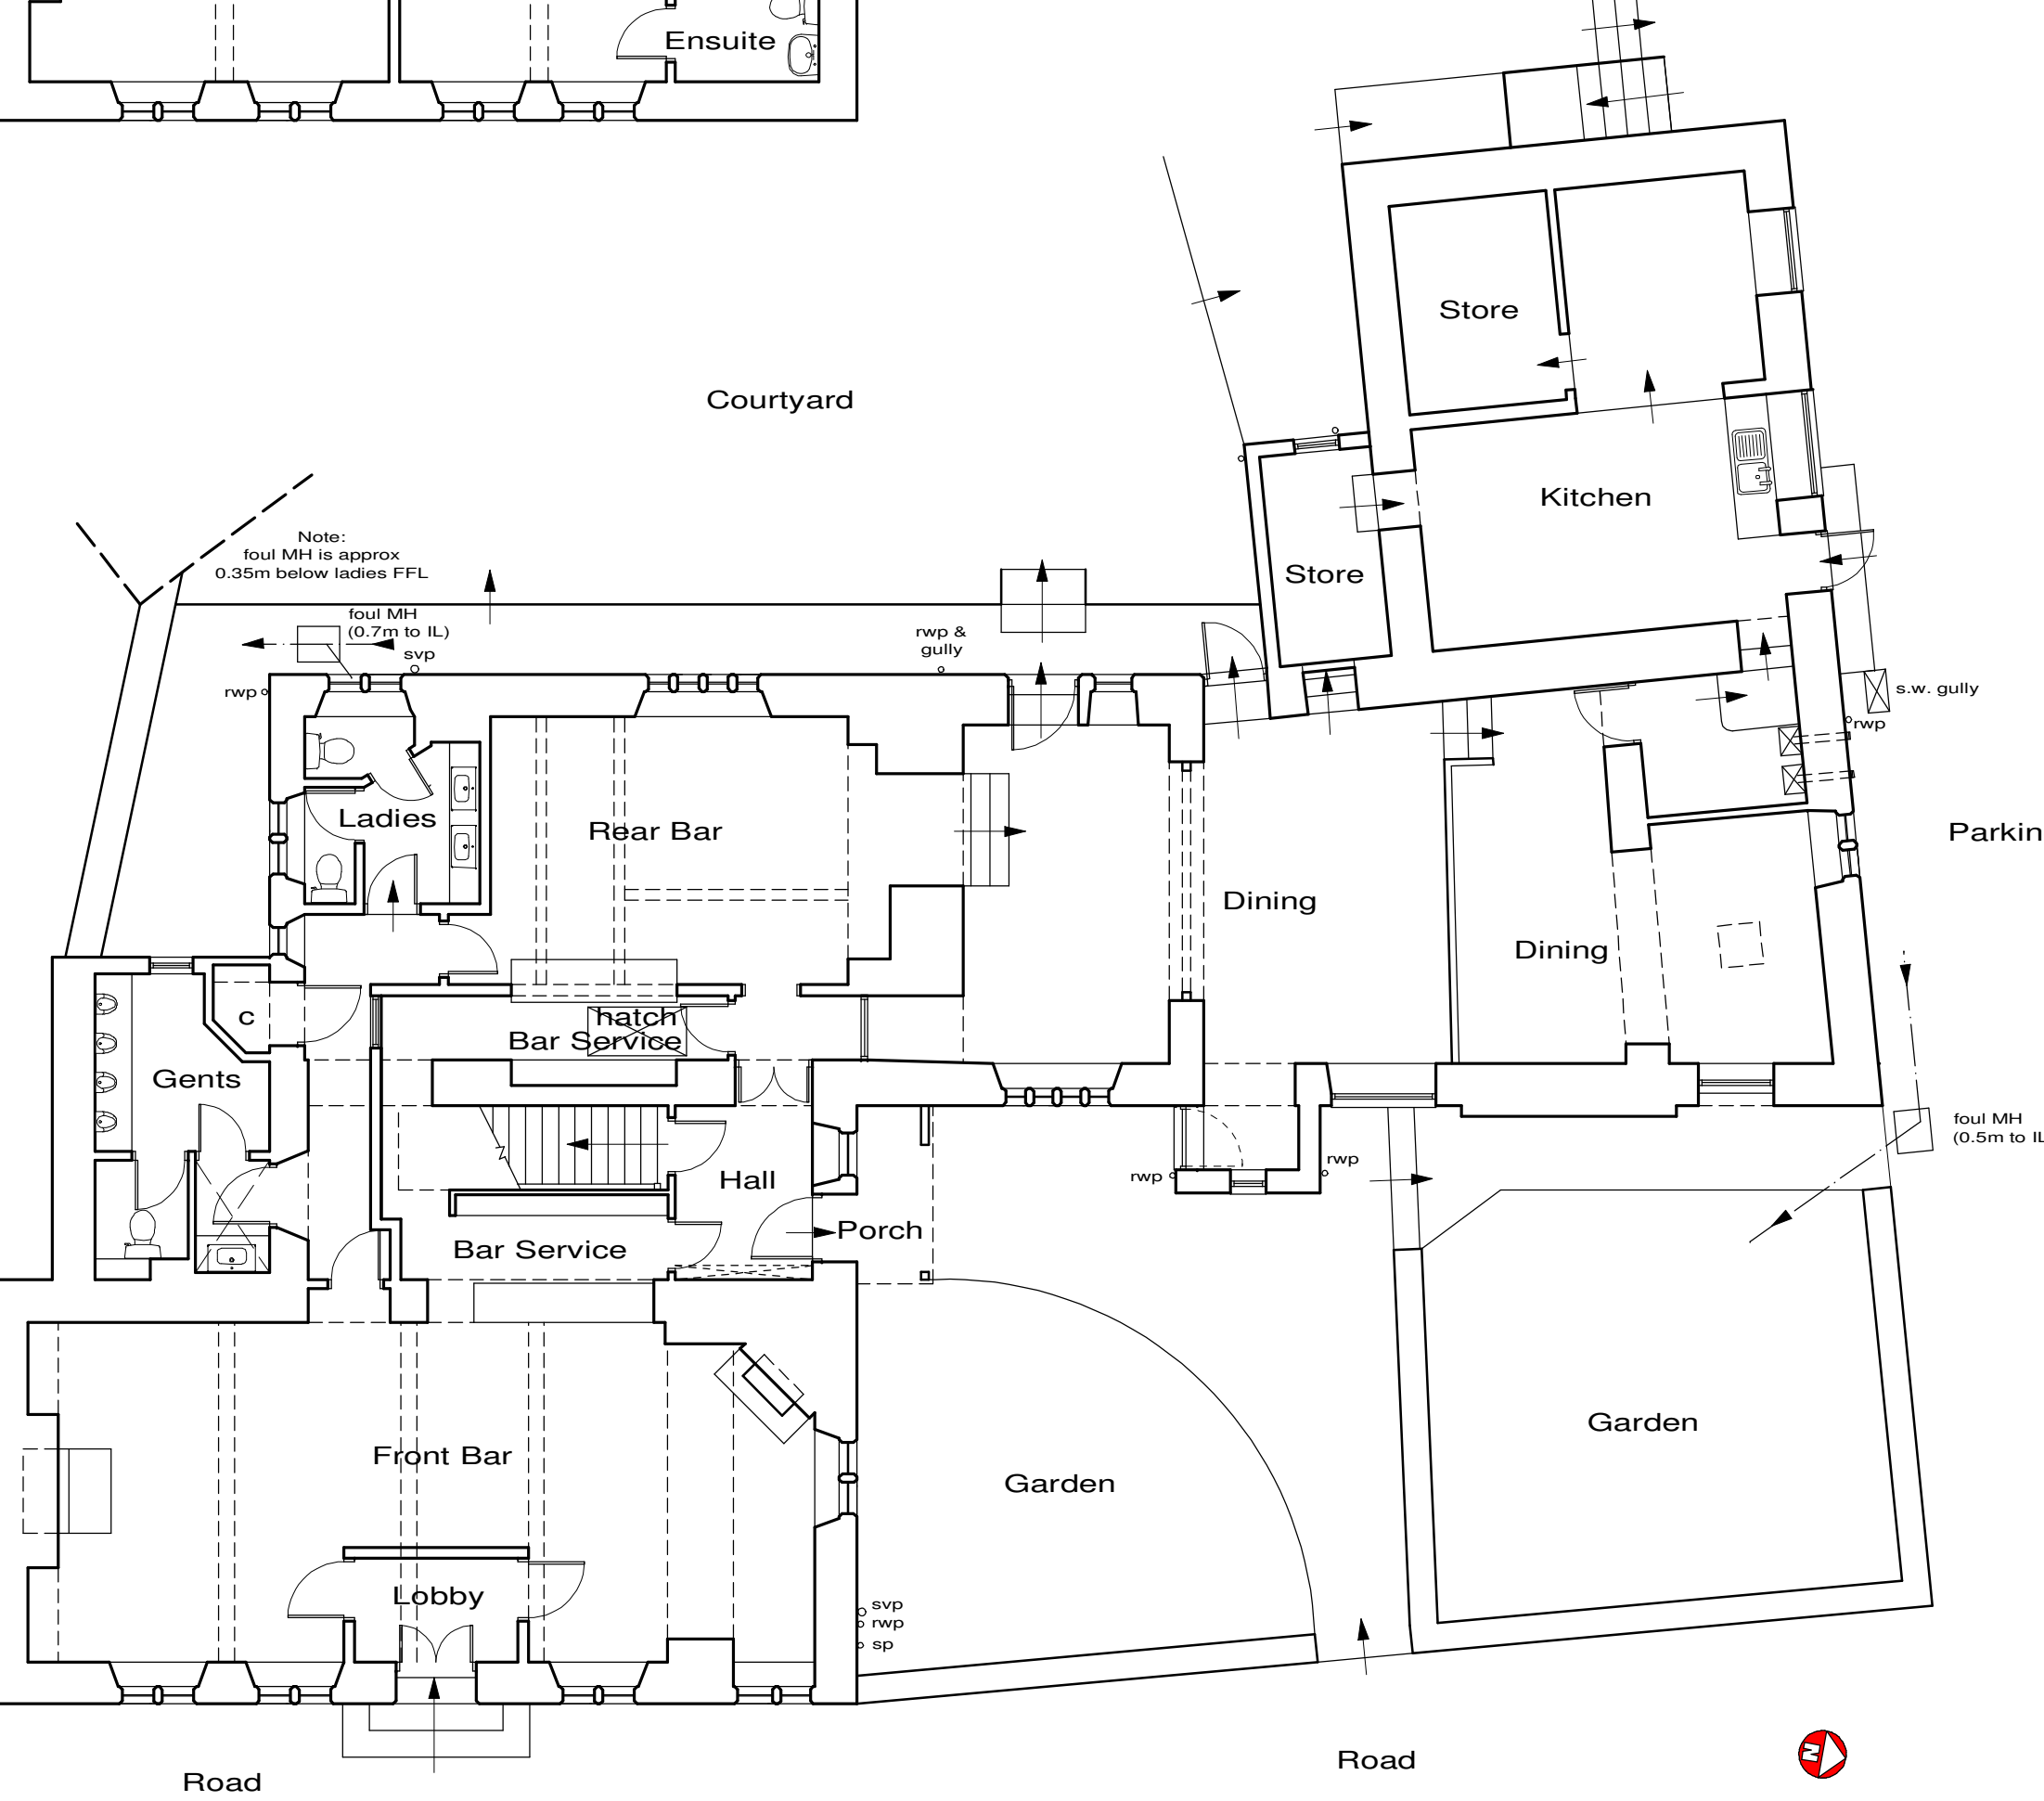 Ensuite
Store
Courtyard
Kitchen
Note:
foul MH is approx
0.35m below ladies FFL
Store
foul MH
(0.7m to IL)
svp
rwp &
gully
rwp
s.w. gully
rwp
Ladies
Rear Bar
Parkin
Dining
Dining
c
hatch
Bar Service
Gents
foul MH
(0.5m to IL
Hall
rwp
rwp
Porch
Bar Service
Front Bar
Garden
Garden
Lobby
svp
rwp
sp
Road
Road
N